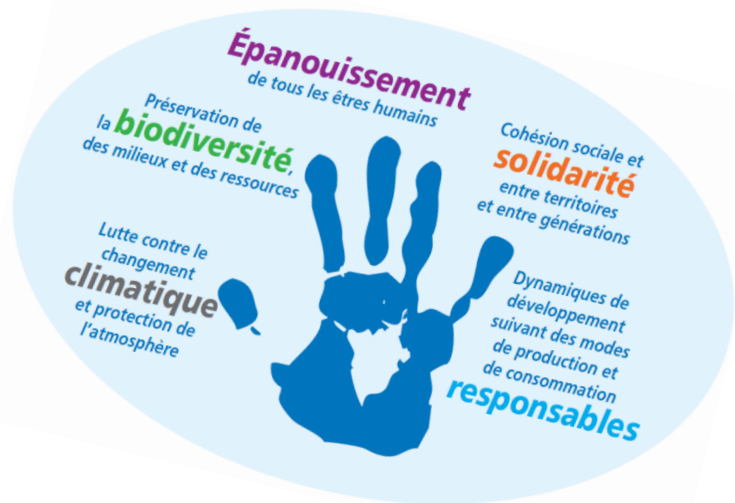 Épanouissement
de tous les êtres humains
Préservation de
la biodiversité,
des milieux et des ressources
Cohésion sociale et
solidarité
entre territoires
et entre générations
Lutte contre le
changement
climatique
et protection de
l'atmosphère
Dynamiques de
développement
suivant des modes
de production et
de consommation
responsables